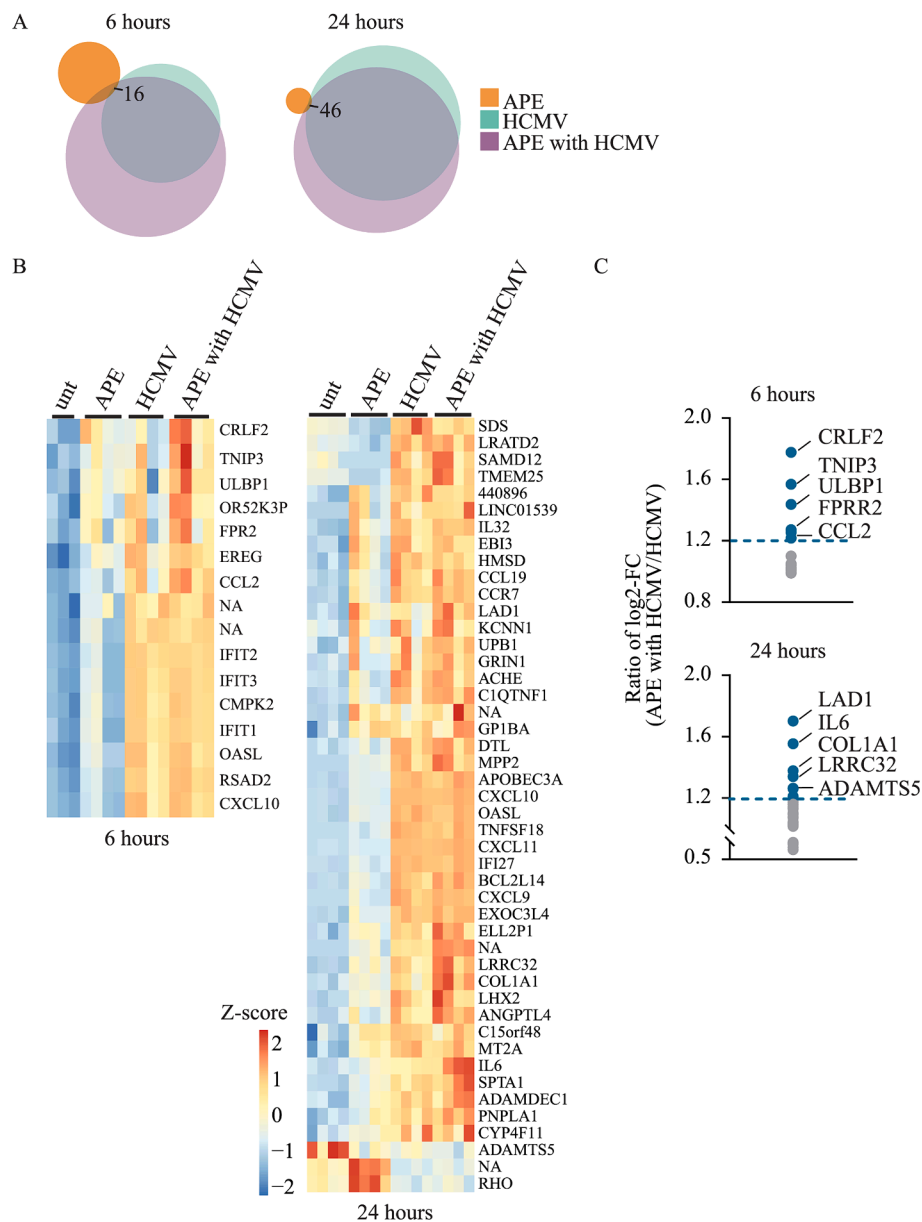 A
6 hours
24 hours
16
46
APE
HCMV
APE with HCMV
B
C
unt
APE
HCMV
APE with HCMV
CRLF2
TNIP3
ULBP1
OR52K3P
FPR2
EREG
CCL2
NA
NA
IFIT2
IFIT3
CMPK2
IFIT1
OASL
RSAD2
CXCL10
6 hours
unt
APE
HCMV
APE with HCMV
SDS
LRATD2
SAMD12
TMEM25
440896
LINC01539
IL32
EBI3
HMSD
CCL19
CCR7
LAD1
KCNN1
UPB1
GRIN1
ACHE
C1QTNF1
NA
GP1BA
DTL
MPP2
APOBEC3A
CXCL10
OASL
TNFSF18
CXCL11
IFI27
BCL2L14
CXCL9
EXOC3L4
ELL2P1
NA
LRRC32
COL1A1
LHX2
ANGPTL4
C15orf48
MT2A
IL6
SPTA1
ADAMDEC1
PNPLA1
CYP4F11
ADAMTS5
NA
RHO
24 hours
Z-score
2
1
0
−1
−2
Ratio of log2-FC
(APE with HCMV/HCMV)
6 hours
2.0
1.6
1.2
0.8
CRLF2
TNIP3
ULBP1
FPRR2
CCL2
24 hours
2.0
1.6
1.2
0.5
LAD1
IL6
COL1A1
LRRC32
ADAMTS5